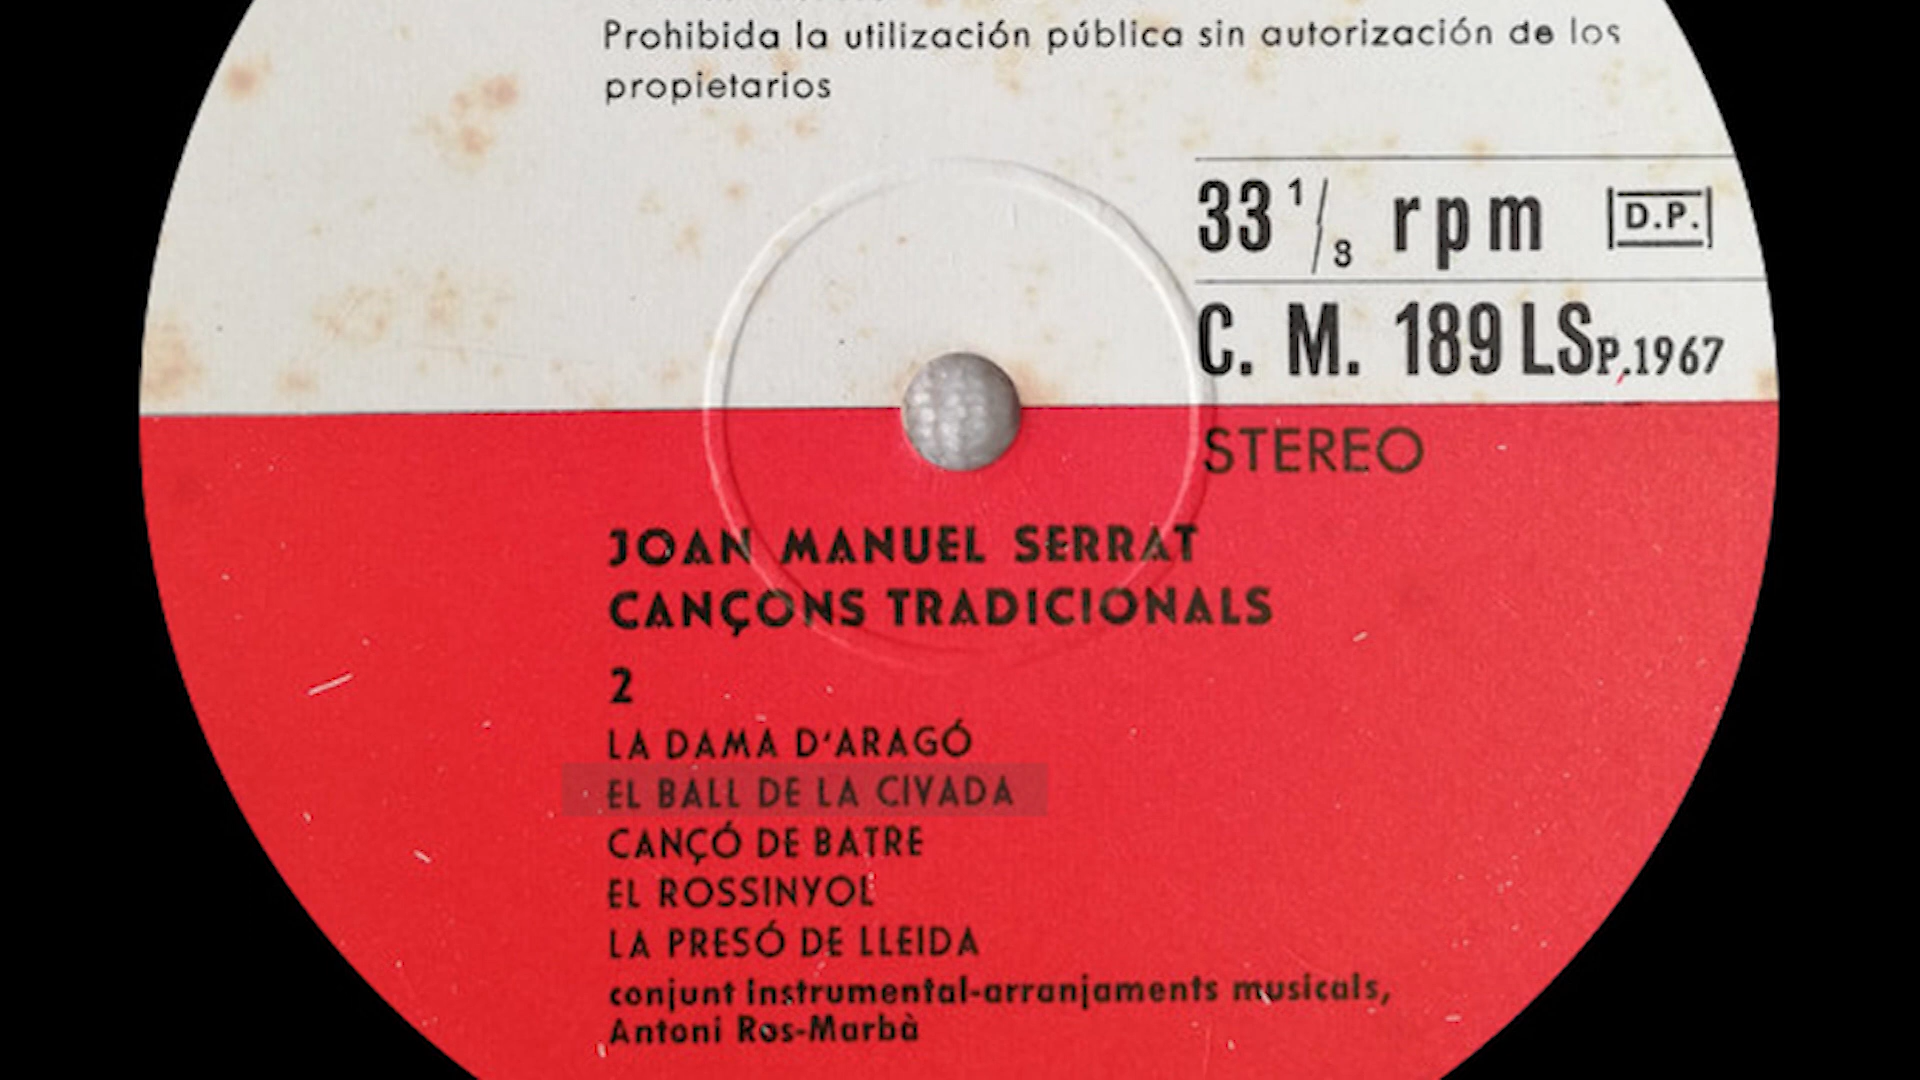 Prohibida la utilización pública sin autorización de los
propietarios
33 1/3 rpm D.P.
C. M. 189 LS P. 1967
STEREO
JOAN MANUEL SERRAT
CANÇONS TRADICIONALS
2
LA DAMA D'ARAGÓ
EL BALL DE LA CIVADA
CANÇÓ DE BATRE
EL ROSSINYOL
LA PRESÓ DE LLEIDA
conjunt instrumental-arranjaments musicals,
Antoni Ros-Marbà